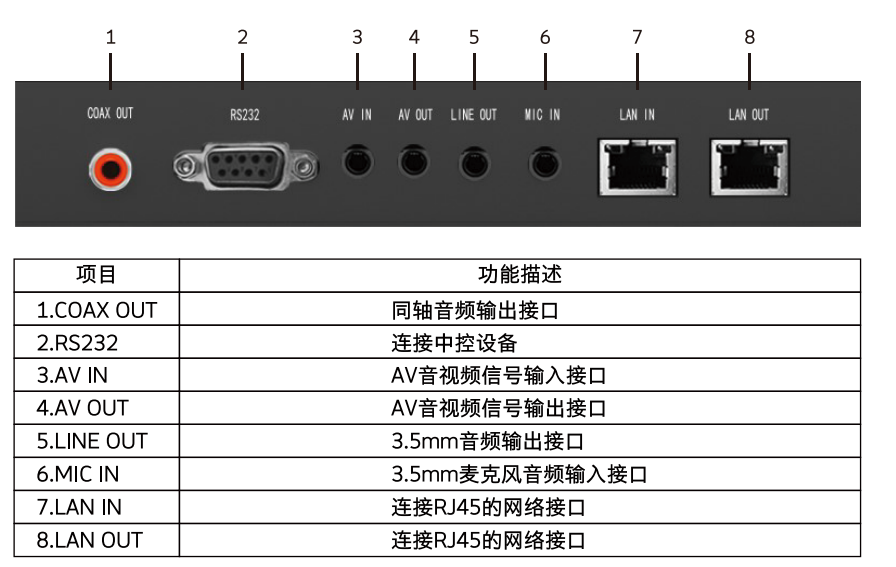 1 2 3 4 5 6 7 8
COAX OUT RS232 AV IN AV OUT LINE OUT MIC IN LAN IN LAN OUT
项目 功能描述
1.COAX OUT 同轴音频输出接口
2.RS232 连接中控设备
3.AV IN AV音视频信号输入接口
4.AV OUT AV音视频信号输出接口
5.LINE OUT 3.5mm音频输出接口
6.MIC IN 3.5mm麦克风音频输入接口
7.LAN IN 连接RJ45的网络接口
8.LAN OUT 连接RJ45的网络接口